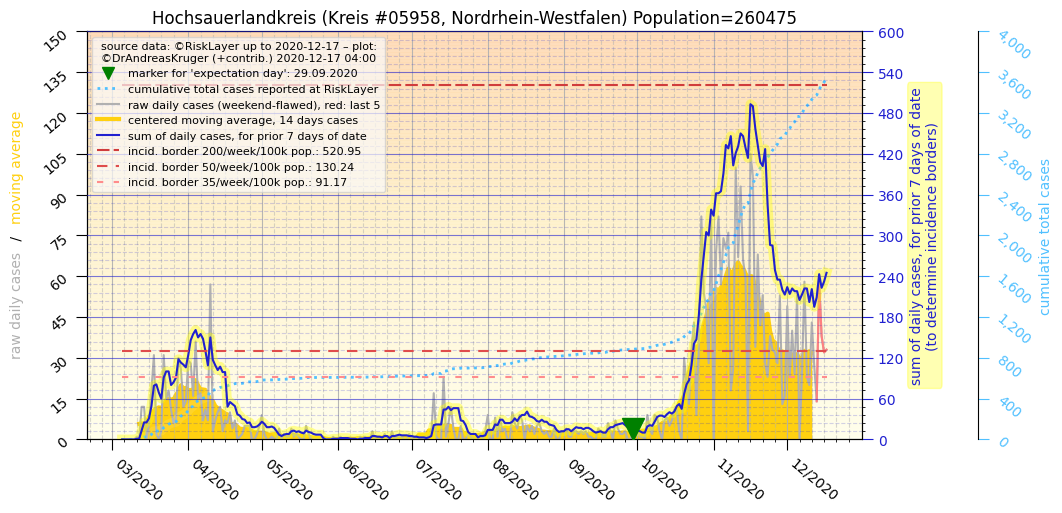 Hochsauerlandkreis (Kreis #05958, Nordrhein-Westfalen) Population=260475
source data: ©RiskLayer up to 2020-12-17 – plot:
©DrAndreasKruger (+contrib.) 2020-12-17 04:00
marker for 'expectation day': 29.09.2020
cumulative total cases reported at RiskLayer
raw daily cases (weekend-flawed), red: last 5
centered moving average, 14 days cases
sum of daily cases, for prior 7 days of date
incid. border 200/week/100k pop.: 520.95
incid. border 50/week/100k pop.: 130.24
incid. border 35/week/100k pop.: 91.17
raw daily cases / moving average
150
135
120
105
90
75
60
45
30
15
0
03/2020
04/2020
05/2020
06/2020
07/2020
08/2020
09/2020
10/2020
11/2020
12/2020
600
540
480
420
360
300
240
180
120
60
0
sum of daily cases, for prior 7 days of date
(to determine incidence borders)
4,000
3,600
3,200
2,800
2,400
2,000
1,600
1,200
800
400
0
cumulative total cases